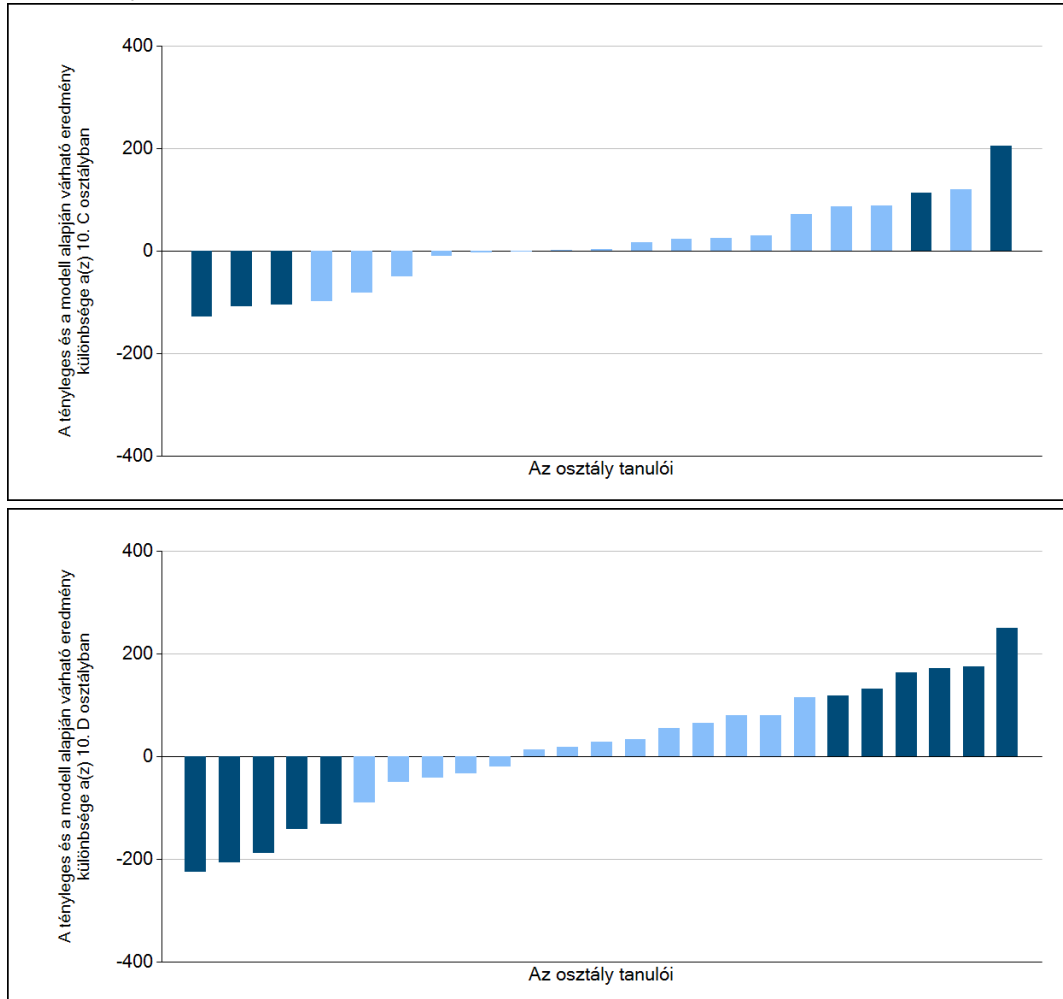 A tényleges és a modell alapján várható eredmény
különbsége a(z) 10. C osztályban
400
200
0
-200
-400
Az osztály tanulói
A tényleges és a modell alapján várható eredmény
különbsége a(z) 10. D osztályban
400
200
0
-200
-400
Az osztály tanulói